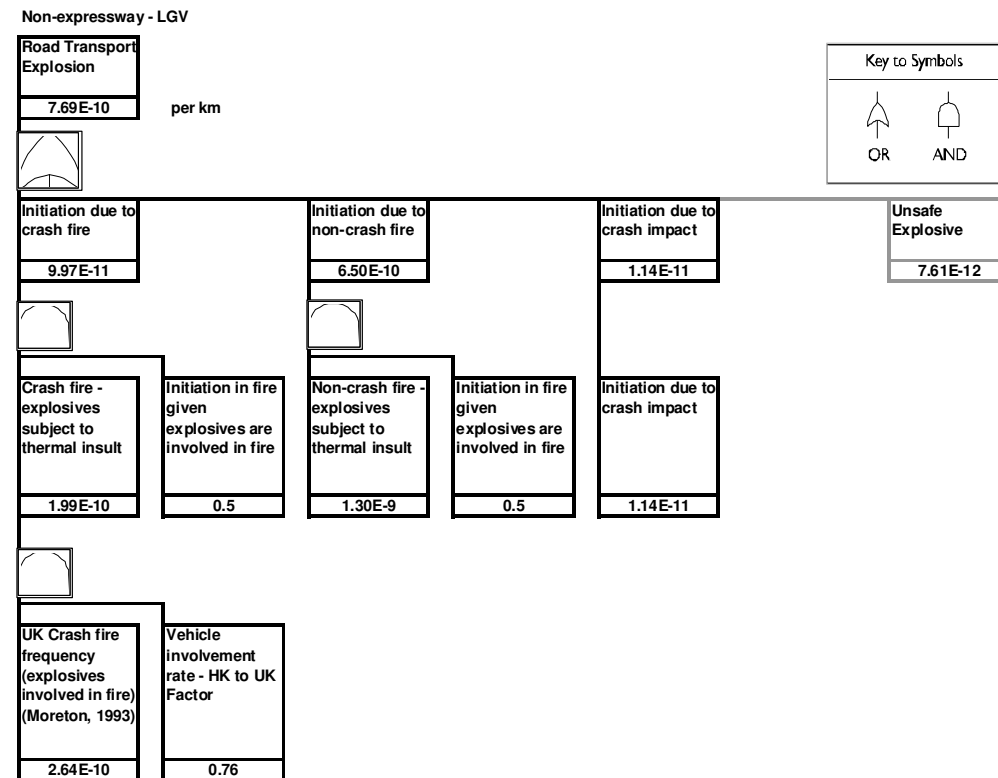 Non-expressway - LGV
Road Transport
Explosion
7.69E-10
per km
Key to Symbols
OR
AND
Initiation due to
crash fire
9.97E-11
Initiation due to
non-crash fire
6.50E-10
Initiation due to
crash impact
1.14E-11
Unsafe
Explosive
7.61E-12
Crash fire -
explosives
subject to
thermal insult
1.99E-10
Initiation in fire
given
explosives are
involved in fire
0.5
Non-crash fire -
explosives
subject to
thermal insult
1.30E-9
Initiation in fire
given
explosives are
involved in fire
0.5
Initiation due to
crash impact
1.14E-11
UK Crash fire
frequency
(explosives
involved in fire)
(Moreton, 1993)
2.64E-10
Vehicle
involvement
rate - HK to UK
Factor
0.76